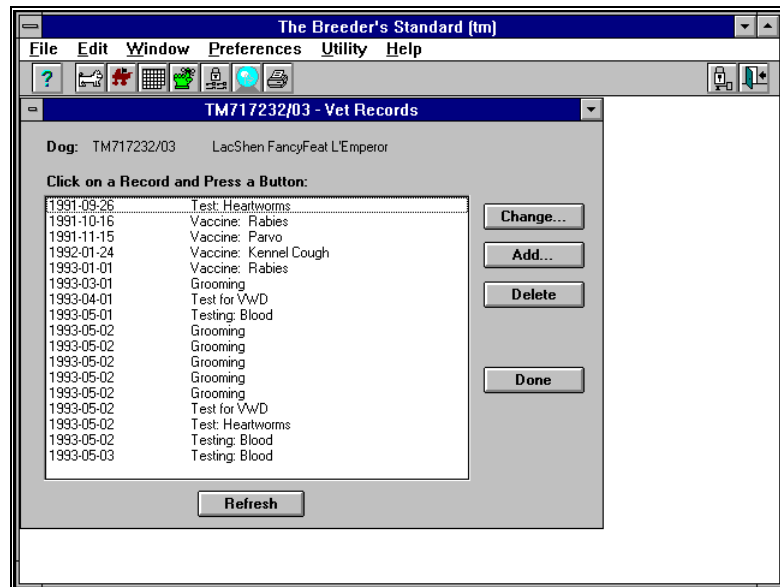 The Breeder's Standard (tm)
File Edit Window Preferences Utility Help
?
TM717232/03 - Vet Records
Dog: TM717232/03 LacShen FancyFeat L'Emperor
Click on a Record and Press a Button:
1991-09-26 Test: Heartworms
1991-10-16 Vaccine: Rabies
1991-11-15 Vaccine: Parvo
1992-01-24 Vaccine: Kennel Cough
1993-01-01 Vaccine: Rabies
1993-03-01 Grooming
1993-04-01 Test for VWD
1993-05-01 Testing: Blood
1993-05-02 Grooming
1993-05-02 Grooming
1993-05-02 Grooming
1993-05-02 Grooming
1993-05-02 Grooming
1993-05-02 Test for VWD
1993-05-02 Test: Heartworms
1993-05-02 Testing: Blood
1993-05-03 Testing: Blood
Change...
Add...
Delete
Done
Refresh